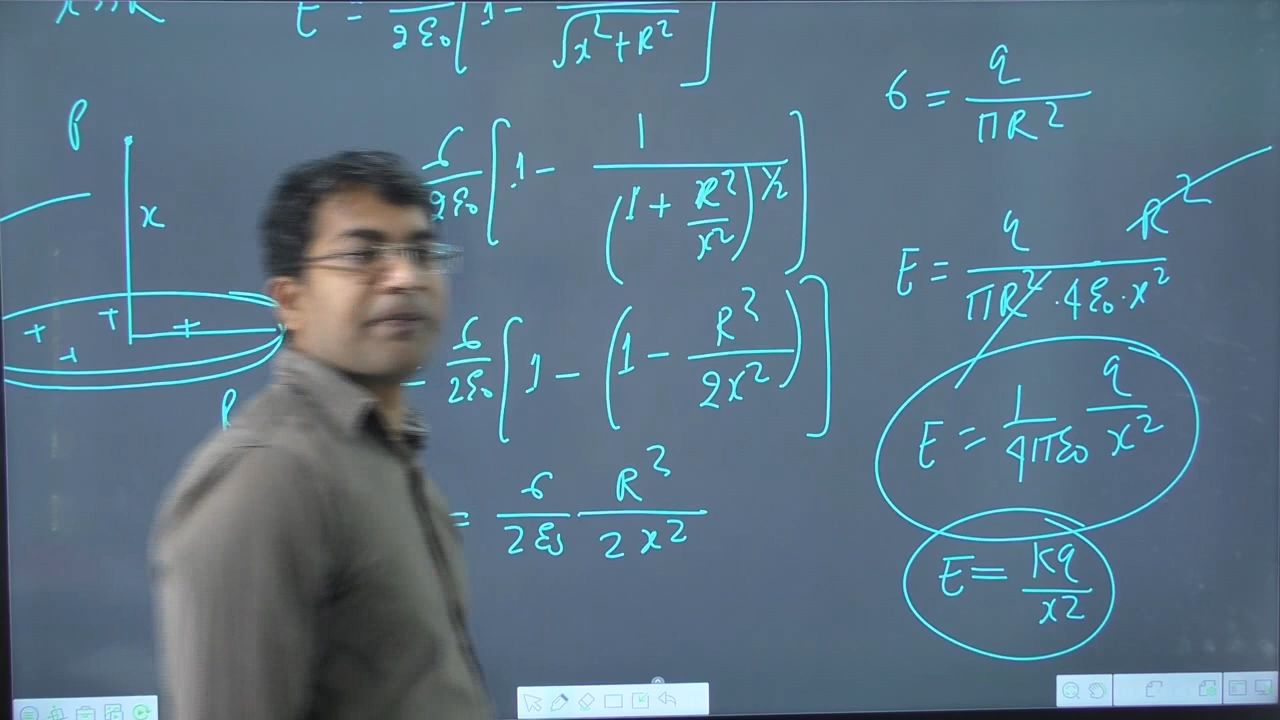 x >> R
E = σ/2ε₀ [1 - /√x²+R²]
P
x
+ + + +
R
σ/2ε₀ [1 - 1/(1 + R²/x²)^1/2]
= σ/2ε₀ [1 - (1 - R²/2x²)]
= σ/2ε₀ R²/2x²
σ = q/πR²
E = q R²/πR²·4ε₀·x²
E = 1/4πε₀ q/x²
E = kq/x²